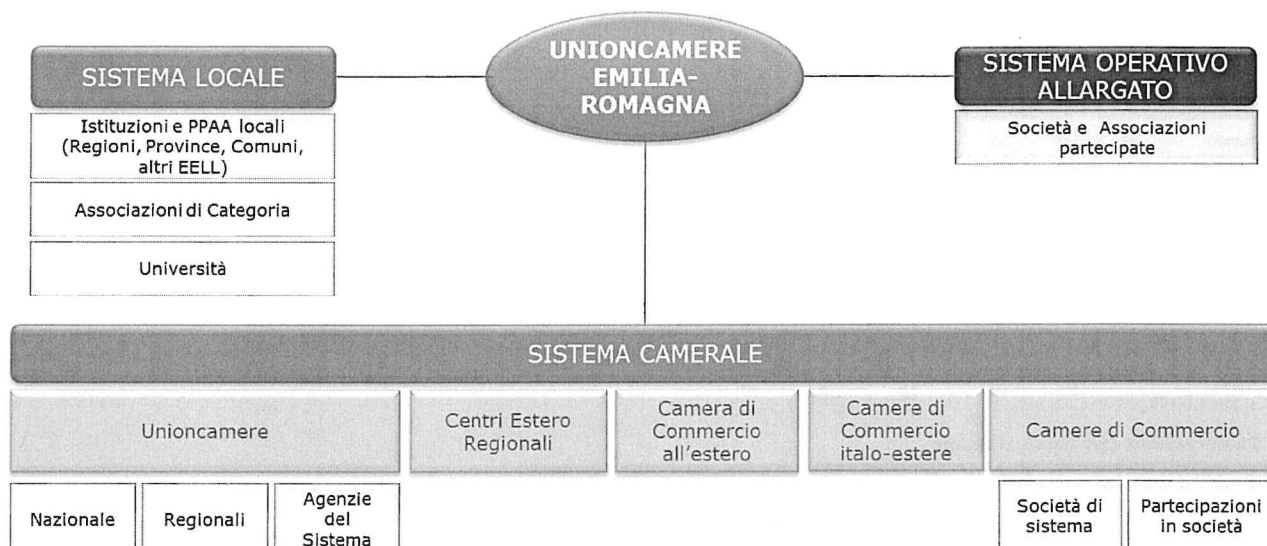 UNIONCAMERE
EMILIA-
ROMAGNA
SISTEMA LOCALE
Istituzioni e PPAA locali
(Regioni, Province, Comuni,
altri EELL)
Associazioni di Categoria
Università
SISTEMA OPERATIVO
ALLARGATO
Società e Associazioni
partecipate
SISTEMA CAMERALE
Unioncamere
Centri Estero
Regionali
Camera di
Commercio
all'estero
Camere di
Commercio
italo-estere
Camere di Commercio
Nazionale
Regionali
Agenzie
del
Sistema
Società di
sistema
Partecipazioni
in società